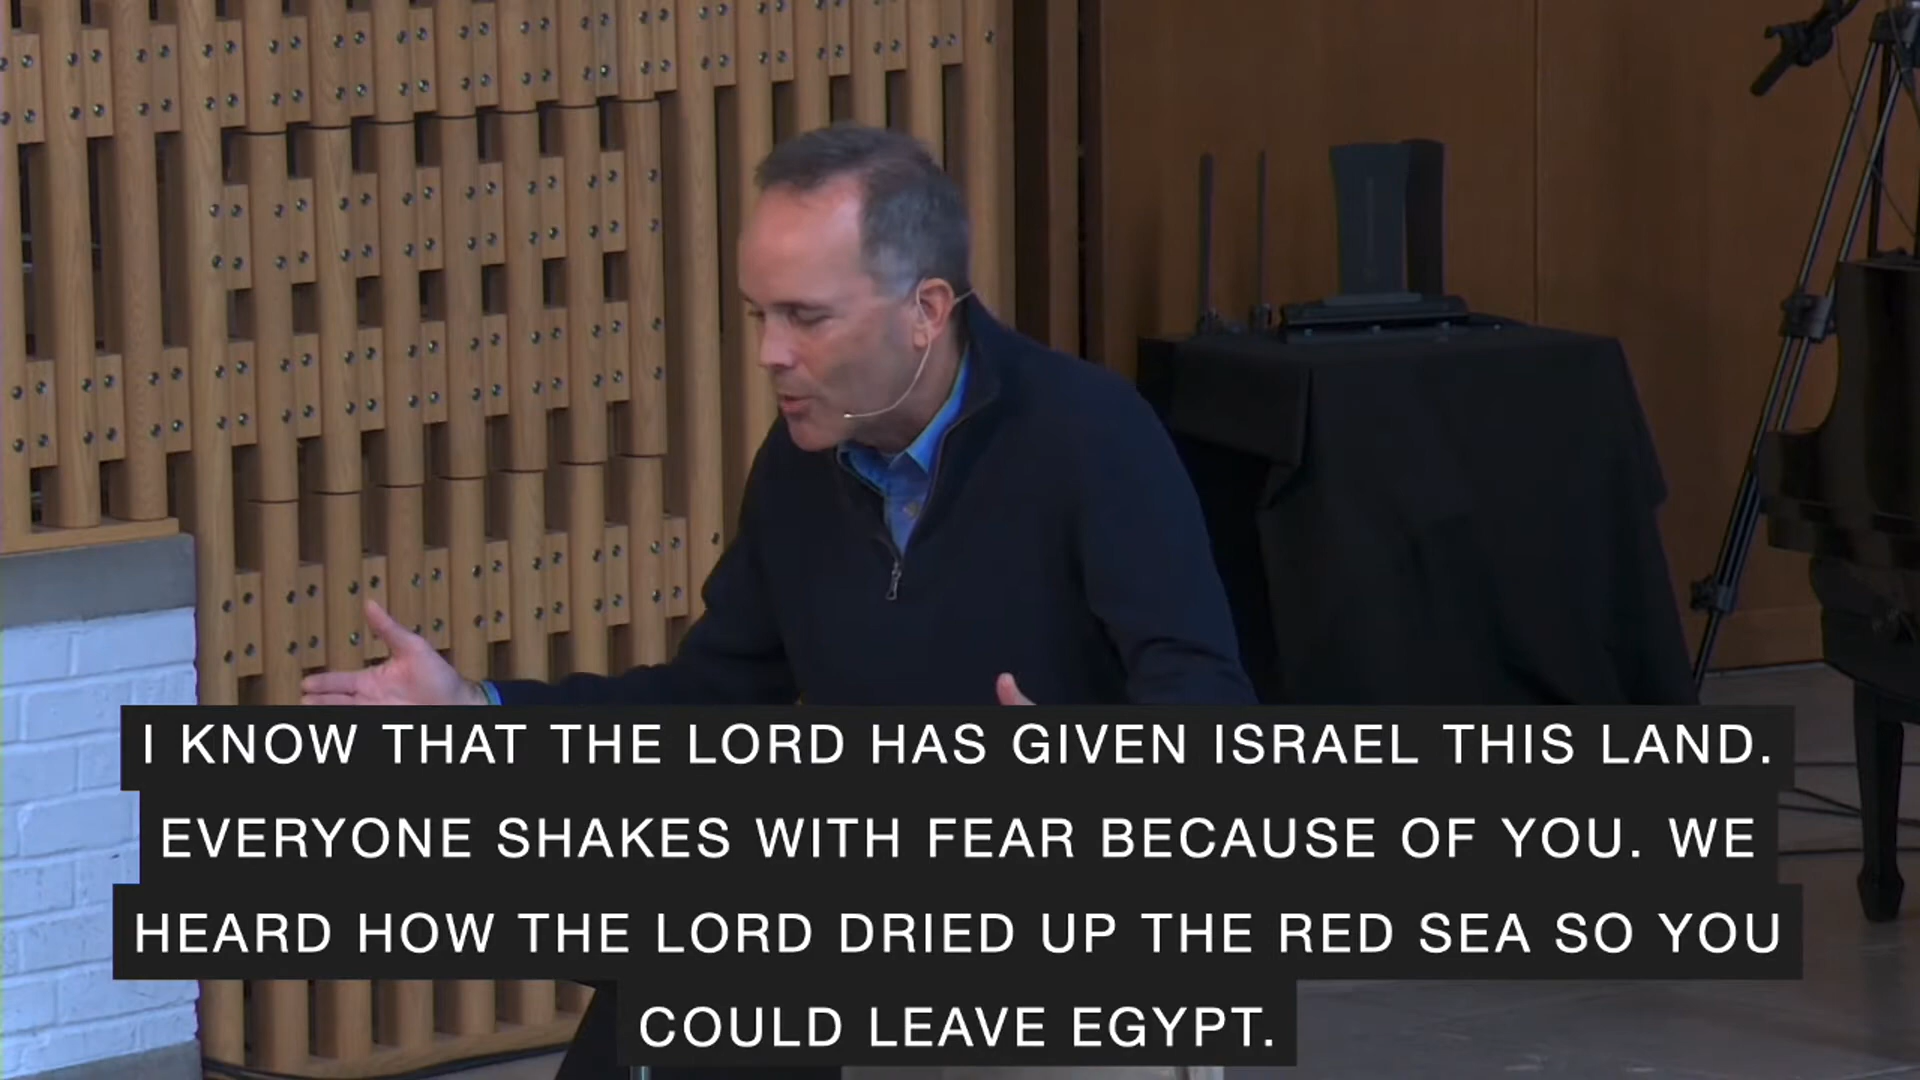 I KNOW THAT THE LORD HAS GIVEN ISRAEL THIS LAND.
EVERYONE SHAKES WITH FEAR BECAUSE OF YOU. WE
HEARD HOW THE LORD DRIED UP THE RED SEA SO YOU
COULD LEAVE EGYPT.